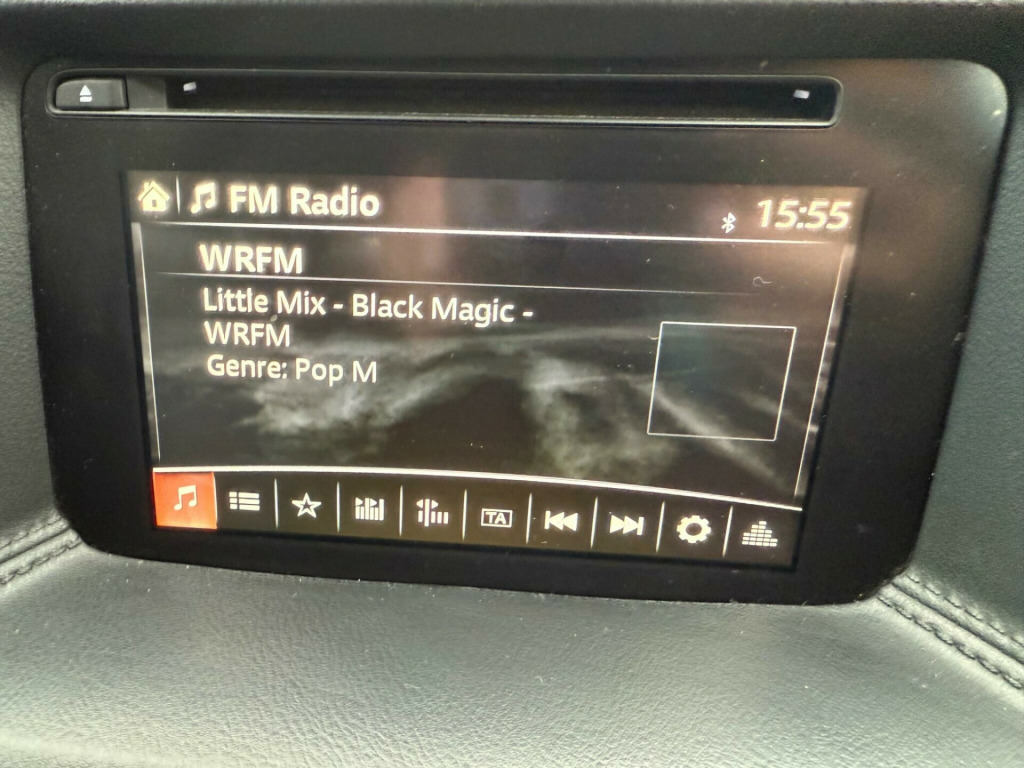 FM Radio
15:55
WRFM
Little Mix - Black Magic -
WRFM
Genre: Pop M
TA